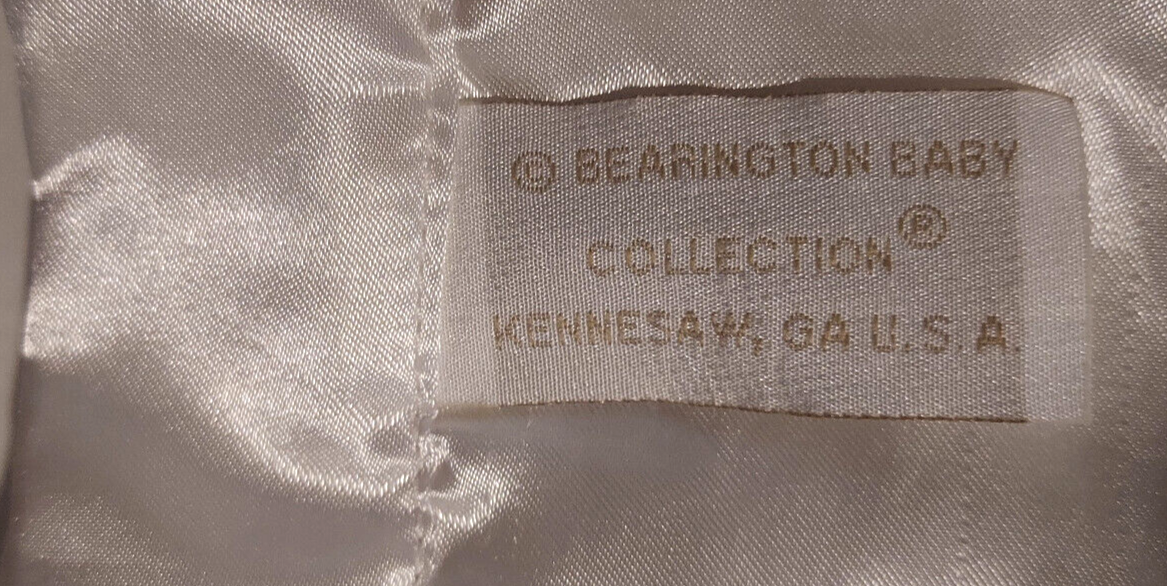 © BEARINGTON BABY
COLLECTION®
KENNESAW, GA U.S.A.